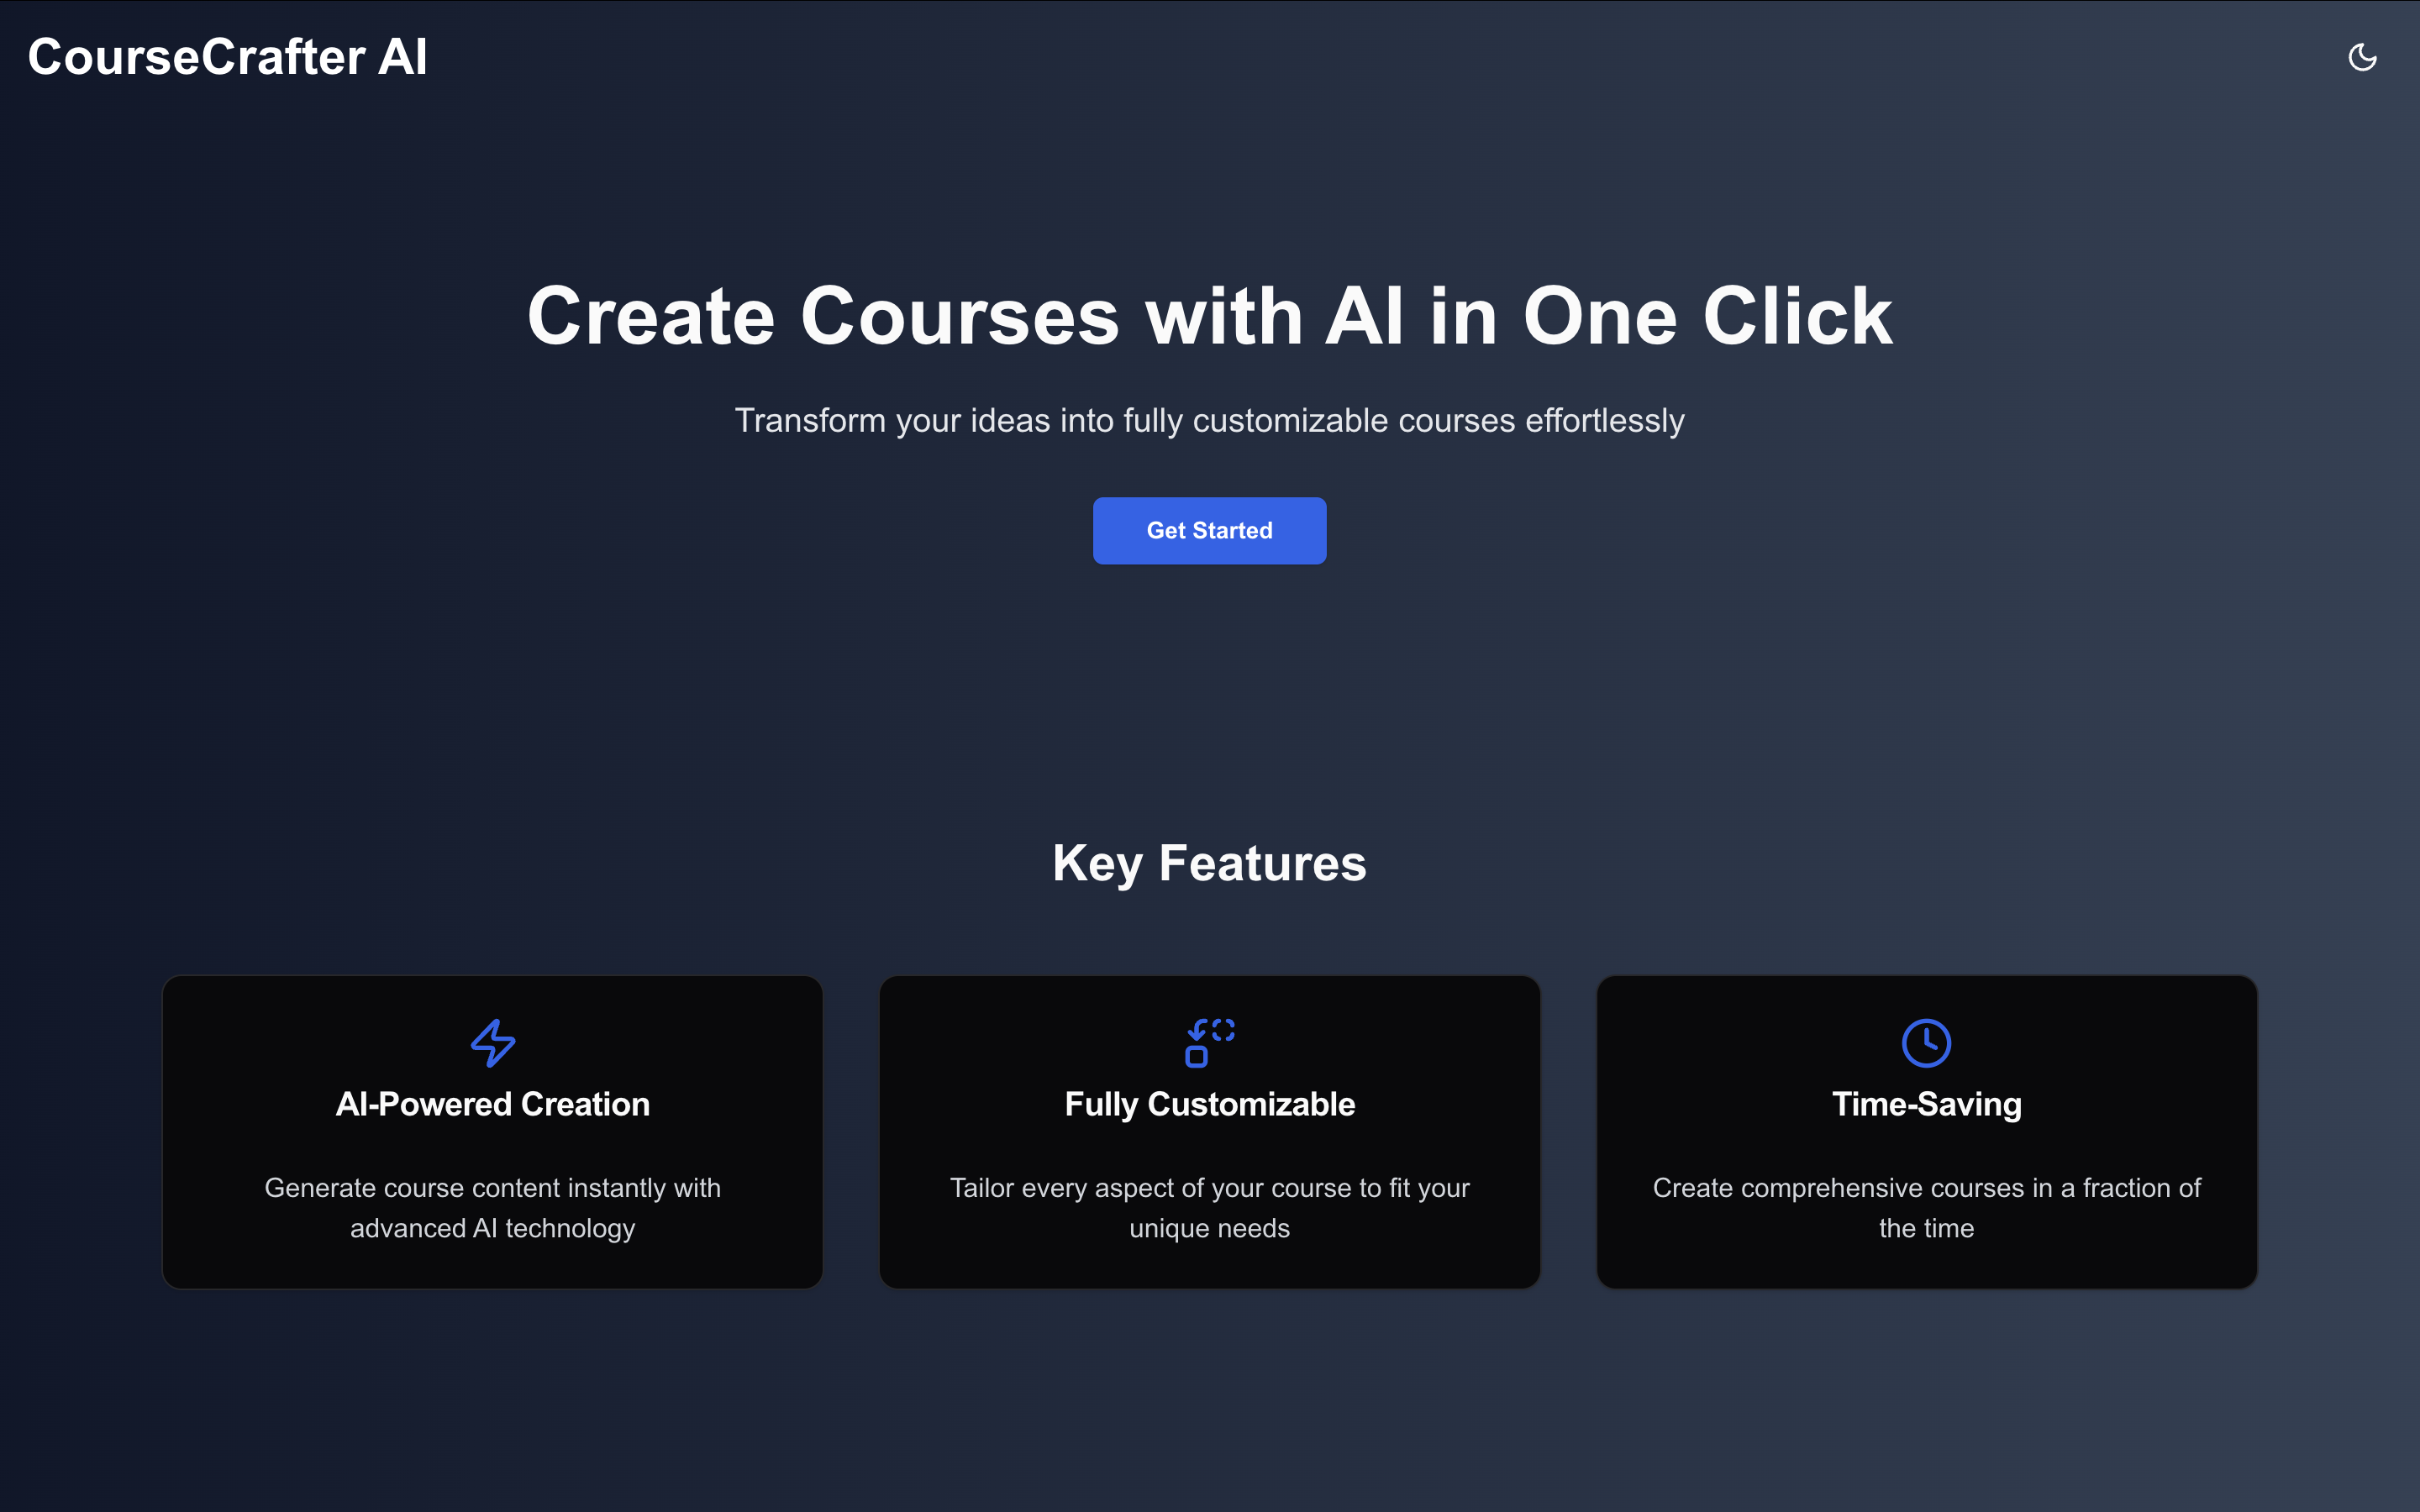 CourseCrafter AI
Create Courses with AI in One Click
Transform your ideas into fully customizable courses effortlessly
Get Started
Key Features
AI-Powered Creation
Generate course content instantly with
advanced AI technology
Fully Customizable
Tailor every aspect of your course to fit your
unique needs
Time-Saving
Create comprehensive courses in a fraction of
the time